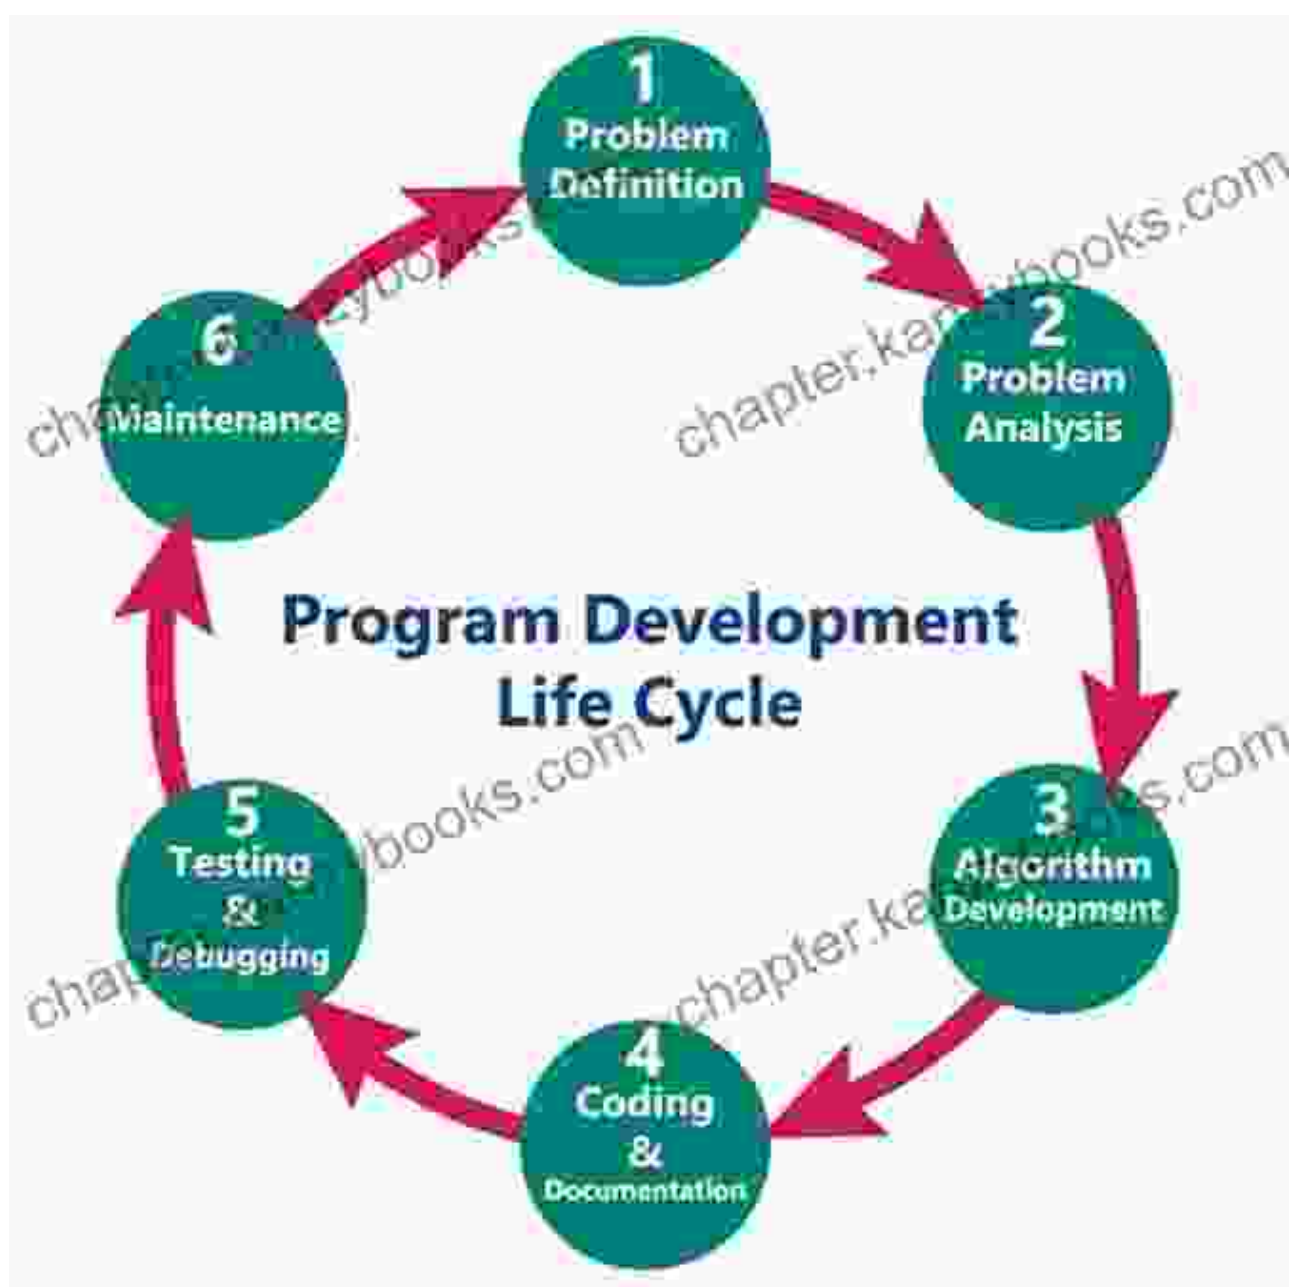 1
Problem
Definition
2
Problem
Analysis
3
Algorithm
Development
4
Coding
&
Documentation
5
Testing
&
Debugging
6
Maintenance
Program Development
Life Cycle